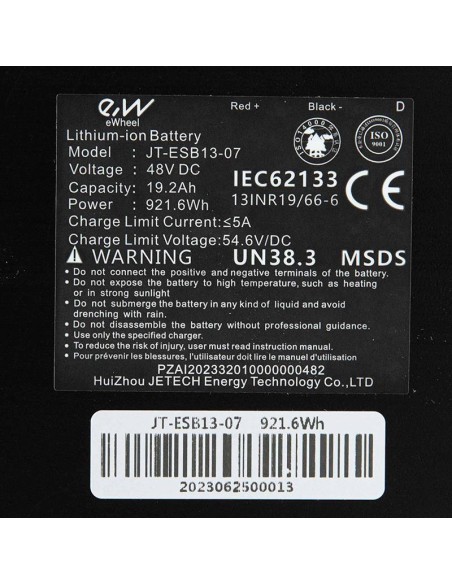 Red + Black - D
eW
eWheel
Lithium-ion Battery
Model : JT-ESB13-07
Voltage : 48V DC
Capacity: 19.2Ah
Power : 921.6Wh
ISO14000
ISO
9001
IEC62133
13INR19/66-6
CE
Charge Limit Current:≤5A
Charge Limit Voltage:54.6V/DC
⚠ WARNING UN38.3 MSDS
• Do not connect the positive and negative terminals of the battery.
• Do not expose the battery to high temperature, such as heating
or in strong sunlight
• Do not submerge the battery in any kind of liquid and avoid
drenching with rain.
• Do not disassemble the battery without professional guidance.
• Use only the specified charger.
• To reduce the risk of injury, user must read instruction manual.
• Pour prévenir les blessures, l'utilisateur doit lire le manuel d'instructions.
PZAI202332010000000482
HuiZhou JETECH Energy Technology Co.,LTD
JT-ESB13-07 921.6Wh
2023062500013